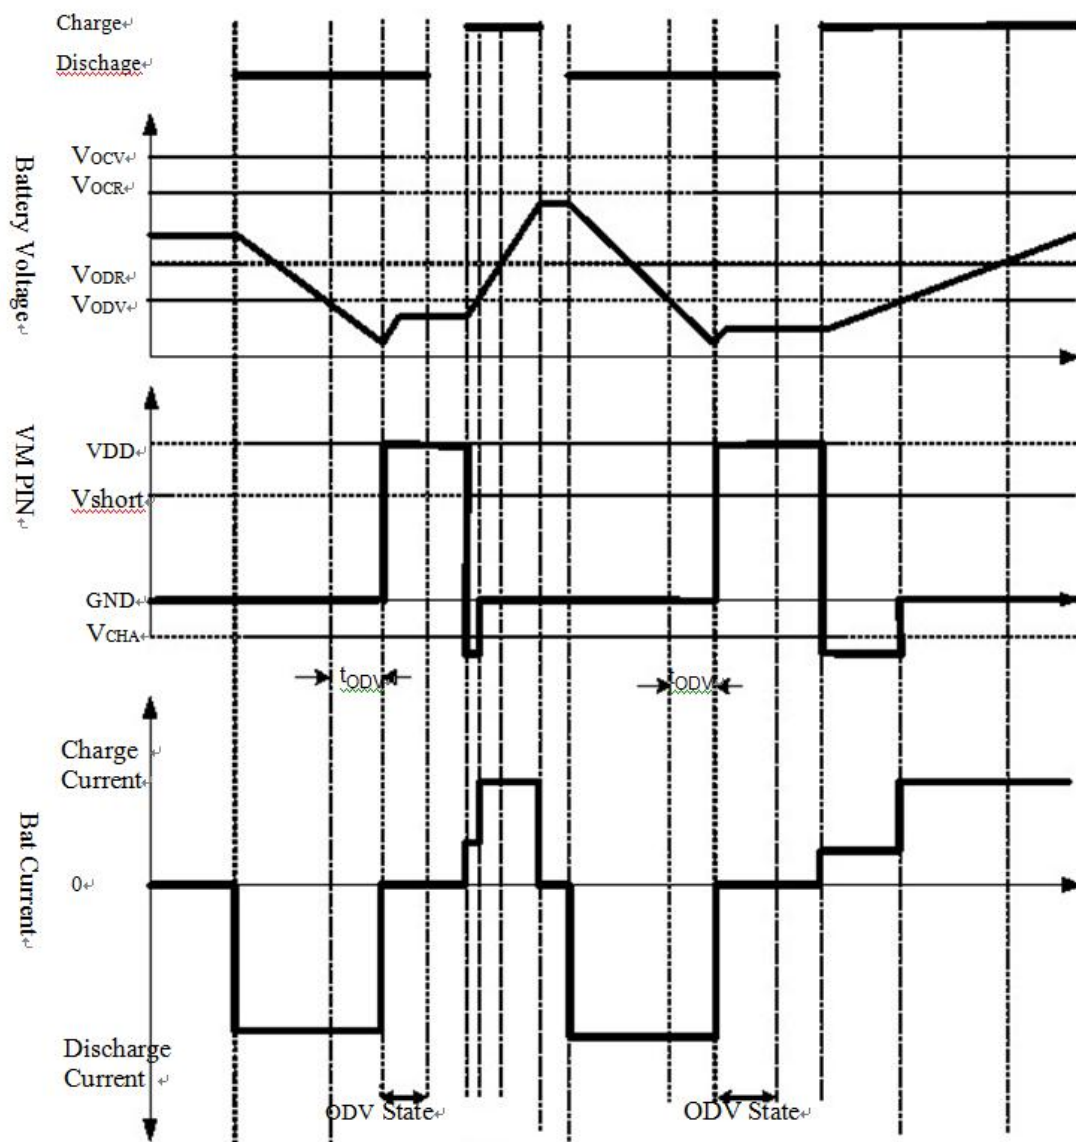 Charge
Dischage
Battery Voltage
VOCV
VOCR
VODR
VODV
VM PIN
VDD
Vshort
GND
VCHA
tODV
tODV
Bat Current
Charge
Current
0
Discharge
Current
ODV State
ODV State